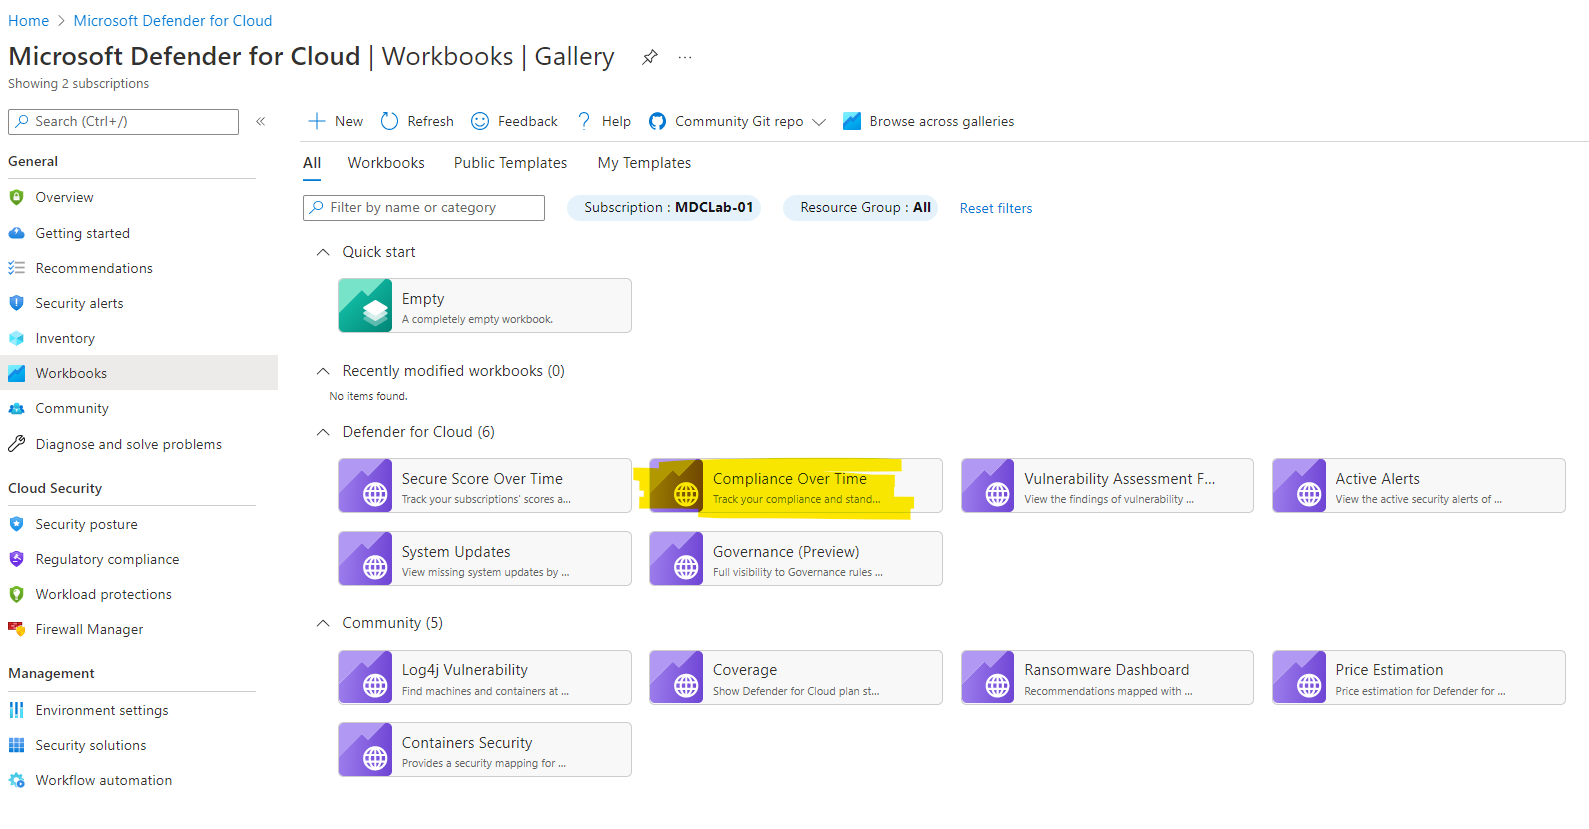 Home > Microsoft Defender for Cloud
Microsoft Defender for Cloud | Workbooks | Gallery
Showing 2 subscriptions
Search (Ctrl+/)
General
Overview
Getting started
Recommendations
Security alerts
Inventory
Workbooks
Community
Diagnose and solve problems
Cloud Security
Security posture
Regulatory compliance
Workload protections
Firewall Manager
Management
Environment settings
Security solutions
Workflow automation
New Refresh Feedback Help Community Git repo Browse across galleries
All Workbooks Public Templates My Templates
Filter by name or category Subscription : MDCLab-01 Resource Group : All Reset filters
Quick start
Empty
A completely empty workbook.
Recently modified workbooks (0)
No items found.
Defender for Cloud (6)
Secure Score Over Time
Track your subscriptions' scores a...
Compliance Over Time
Track your compliance and stand...
Vulnerability Assessment F...
View the findings of vulnerability ...
Active Alerts
View the active security alerts of ...
System Updates
View missing system updates by ...
Governance (Preview)
Full visibility to Governance rules ...
Community (5)
Log4j Vulnerability
Find machines and containers at ...
Coverage
Show Defender for Cloud plan st...
Ransomware Dashboard
Recommendations mapped with ...
Price Estimation
Price estimation for Defender for ...
Containers Security
Provides a security mapping for ...